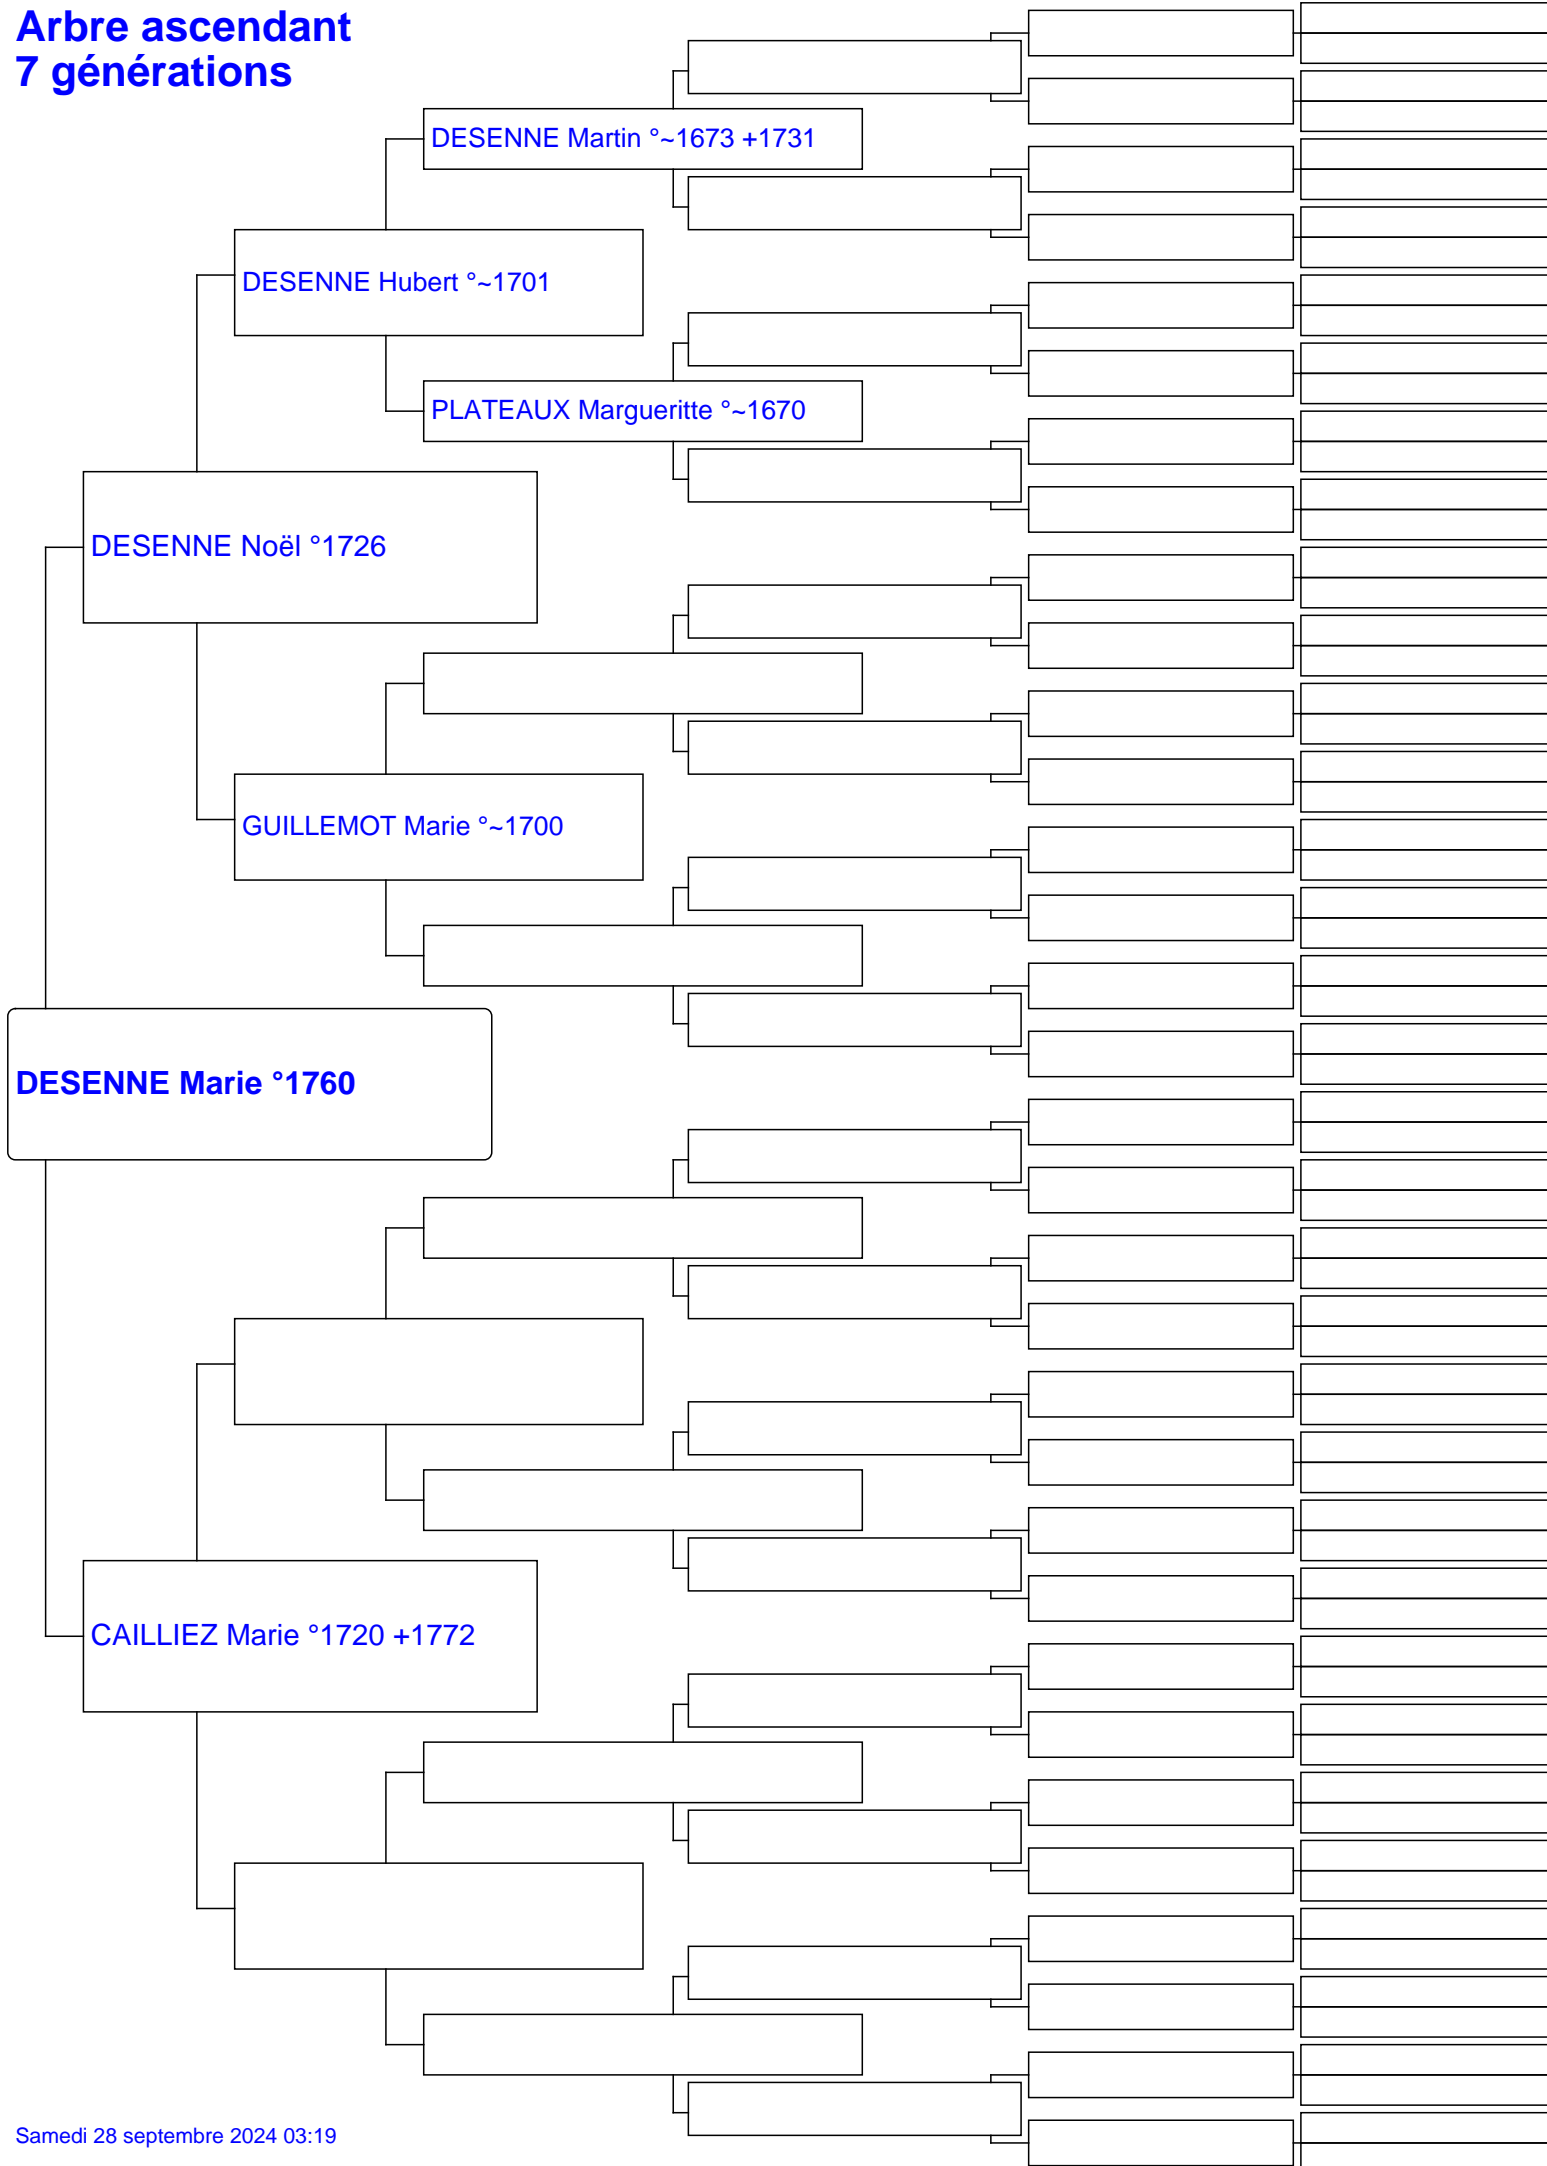 Arbre ascendant
7 générations
DESENNE Martin °~1673 +1731
DESENNE Hubert °~1701
PLATEAUX Margueritte °~1670
DESENNE Noël °1726
GUILLEMOT Marie °~1700
DESENNE Marie °1760
CAILLIEZ Marie °1720 +1772
Samedi 28 septembre 2024 03:19